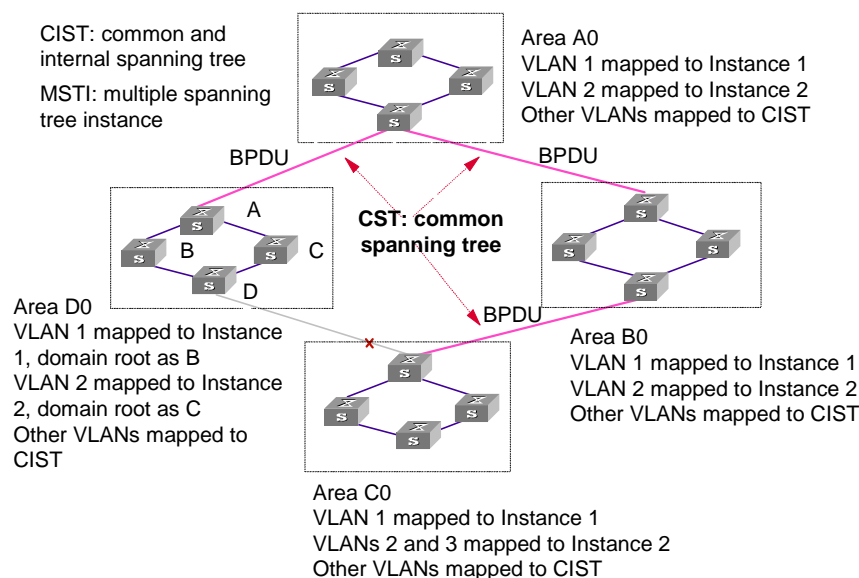 CIST: common and
internal spanning tree
MSTI: multiple spanning
tree instance
Area A0
VLAN 1 mapped to Instance 1
VLAN 2 mapped to Instance 2
Other VLANs mapped to CIST
S
S
S
S
BPDU
BPDU
CST: common
spanning tree
A
B
C
D
S
S
S
S
S
S
S
S
BPDU
Area D0
VLAN 1 mapped to Instance
1, domain root as B
VLAN 2 mapped to Instance
2, domain root as C
Other VLANs mapped to
CIST
Area B0
VLAN 1 mapped to Instance 1
VLAN 2 mapped to Instance 2
Other VLANs mapped to CIST
S
S
S
S
Area C0
VLAN 1 mapped to Instance 1
VLANs 2 and 3 mapped to Instance 2
Other VLANs mapped to CIST